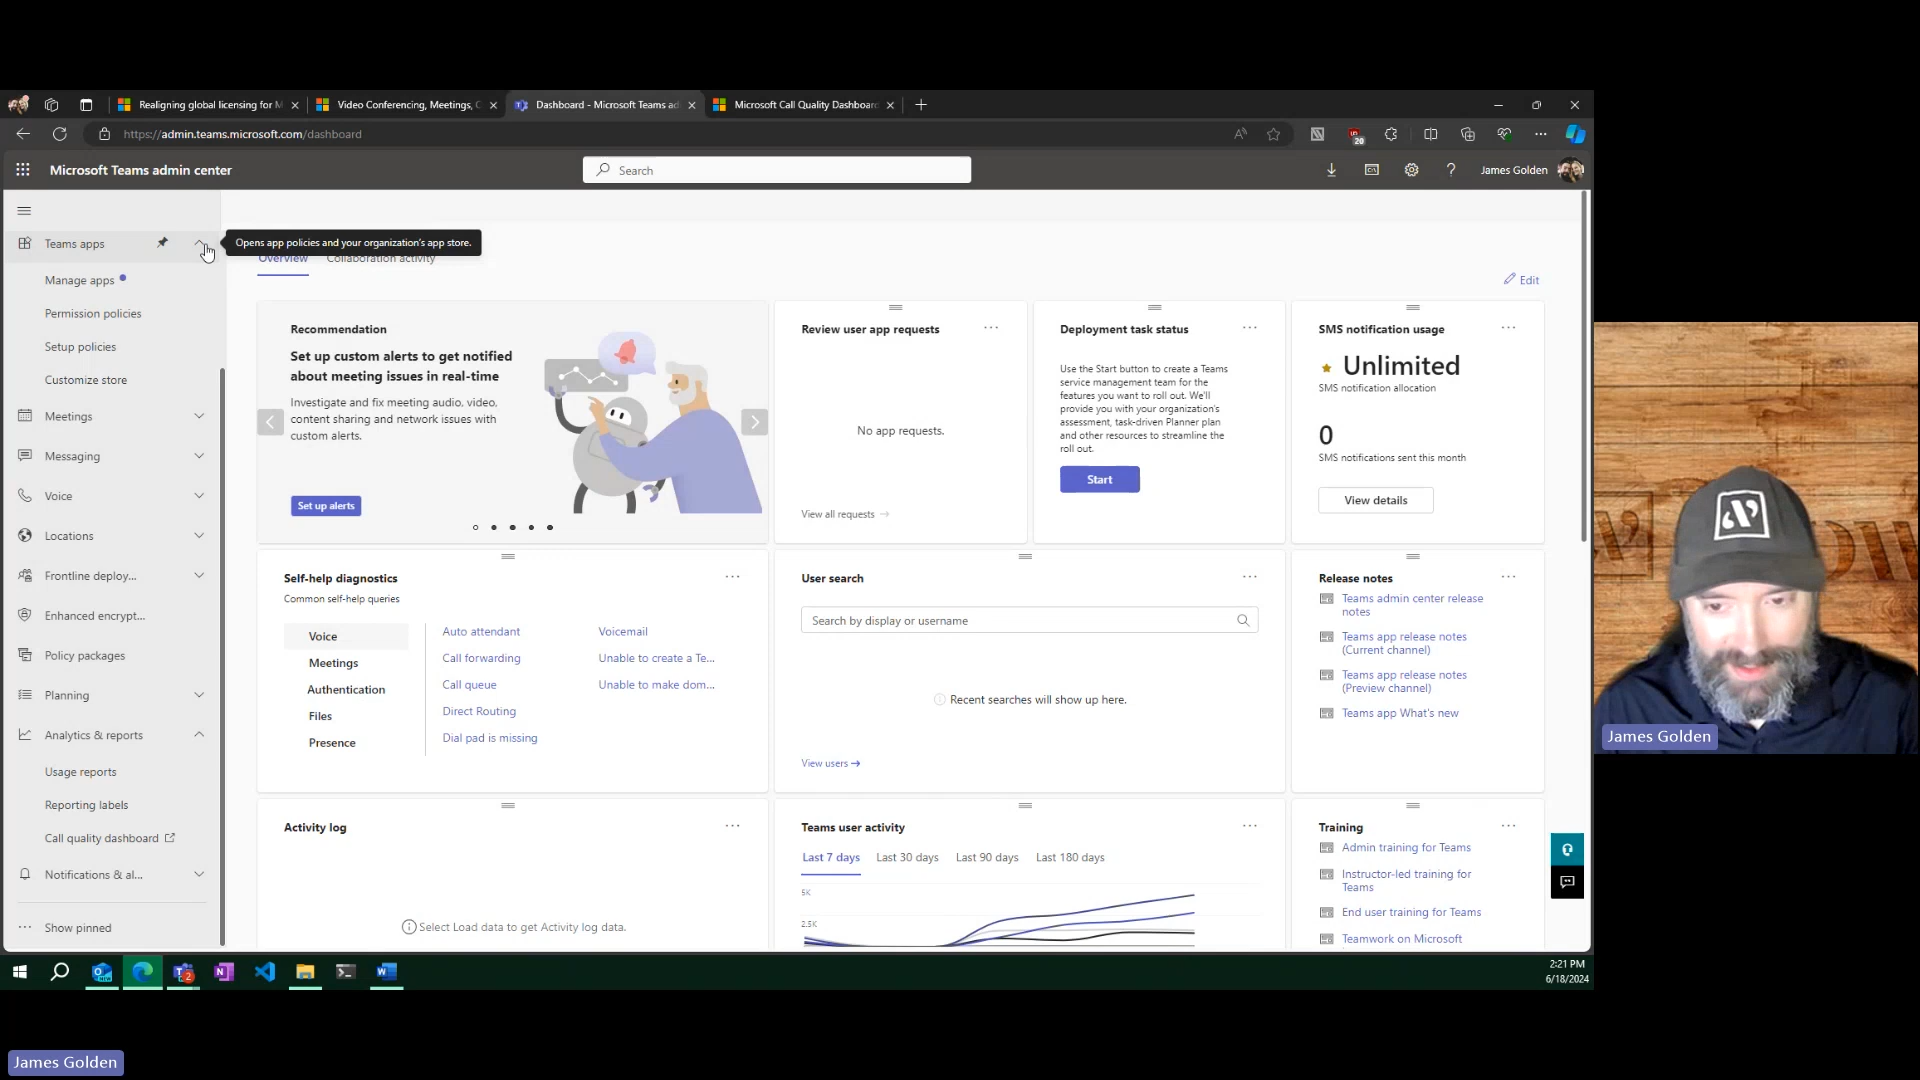 Realigning global licensing for M
Video Conferencing, Meetings, C
Dashboard - Microsoft Teams ad
Microsoft Call Quality Dashboard
https://admin.teams.microsoft.com/dashboard
20
Microsoft Teams admin center
Search
James Golden
Teams apps
Opens app policies and your organization's app store.
Overview
Collaboration activity
Manage apps
Permission policies
Setup policies
Customize store
Meetings
Messaging
Voice
Locations
Frontline deploy...
Enhanced encrypt...
Policy packages
Planning
Analytics & reports
Usage reports
Reporting labels
Call quality dashboard
Notifications & al...
Show pinned
Edit
Recommendation
Set up custom alerts to get notified
about meeting issues in real-time
Investigate and fix meeting audio, video,
content sharing and network issues with
custom alerts.
Set up alerts
Review user app requests
No app requests.
View all requests
Deployment task status
Use the Start button to create a Teams
service management team for the
features you want to roll out. We'll
provide you with your organization's
assessment, task-driven Planner plan
and other resources to streamline the
roll out.
Start
SMS notification usage
Unlimited
SMS notification allocation
0
SMS notifications sent this month
View details
Self-help diagnostics
Common self-help queries
Voice
Meetings
Authentication
Files
Presence
Auto attendant
Call forwarding
Call queue
Direct Routing
Dial pad is missing
Voicemail
Unable to create a Te...
Unable to make dom...
User search
Search by display or username
Recent searches will show up here.
View users
Release notes
Teams admin center release
notes
Teams app release notes
(Current channel)
Teams app release notes
(Preview channel)
Teams app What's new
Activity log
Select Load data to get Activity log data.
Teams user activity
Last 7 days
Last 30 days
Last 90 days
Last 180 days
5K
2.5K
Training
Admin training for Teams
Instructor-led training for
Teams
End user training for Teams
Teamwork on Microsoft
2
2:21 PM
6/18/2024
James Golden
James Golden